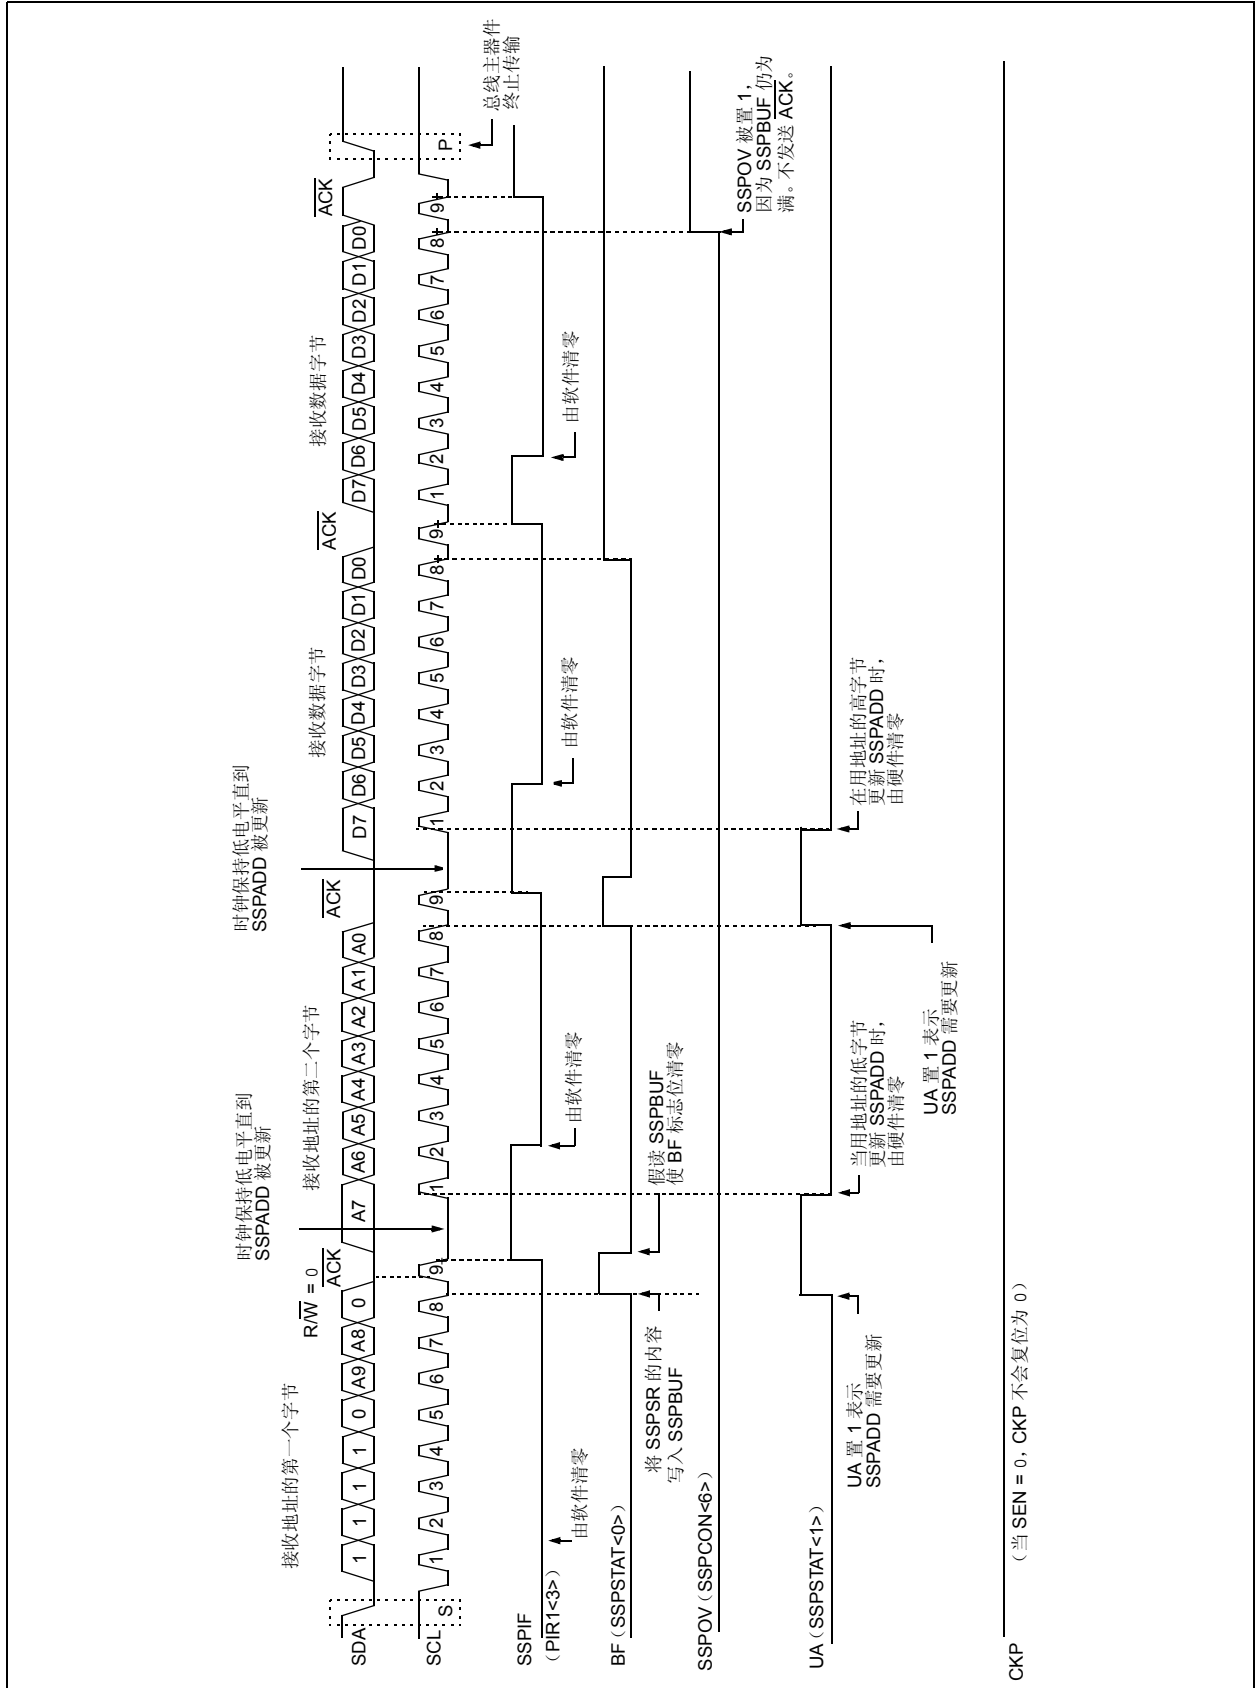 时钟保持低电平直到
SSPADD 被更新
时钟保持低电平直到
SSPADD 被更新
接收地址的第一个字节
R/W = 0
ACK
接收地址的第二个字节
ACK
接收数据字节
ACK
接收数据字节
ACK
SDA
1 1 1 1 0 A9 A8 0 A7 A6 A5 A4 A3 A2 A1 A0 D7 D6 D5 D4 D3 D2 D1 D0 D7 D6 D5 D4 D3 D2 D1 D0
SCL
S 1 2 3 4 5 6 7 8 9 1 2 3 4 5 6 7 8 9 1 2 3 4 5 6 7 8 9 1 2 3 4 5 6 7 8 9 P
总线主器件
终止传输
SSPIF
（PIR1<3>）
由软件清零
由软件清零
由软件清零
由软件清零
BF（SSPSTAT<0>）
将 SSPSR 的内容
写入 SSPBUF
假读 SSPBUF
使 BF 标志位清零
SSPOV（SSPCON<6>）
SSPOV 被置 1，
因为 SSPBUF 仍为
满。不发送 ACK。
UA（SSPSTAT<1>）
UA 置 1 表示
SSPADD 需要更新
当用地址的低字节
更新 SSPADD 时，
由硬件清零
UA 置 1 表示
SSPADD 需要更新
在用地址的高字节
更新 SSPADD 时，
由硬件清零
CKP
（当 SEN = 0，CKP 不会复位为 0）